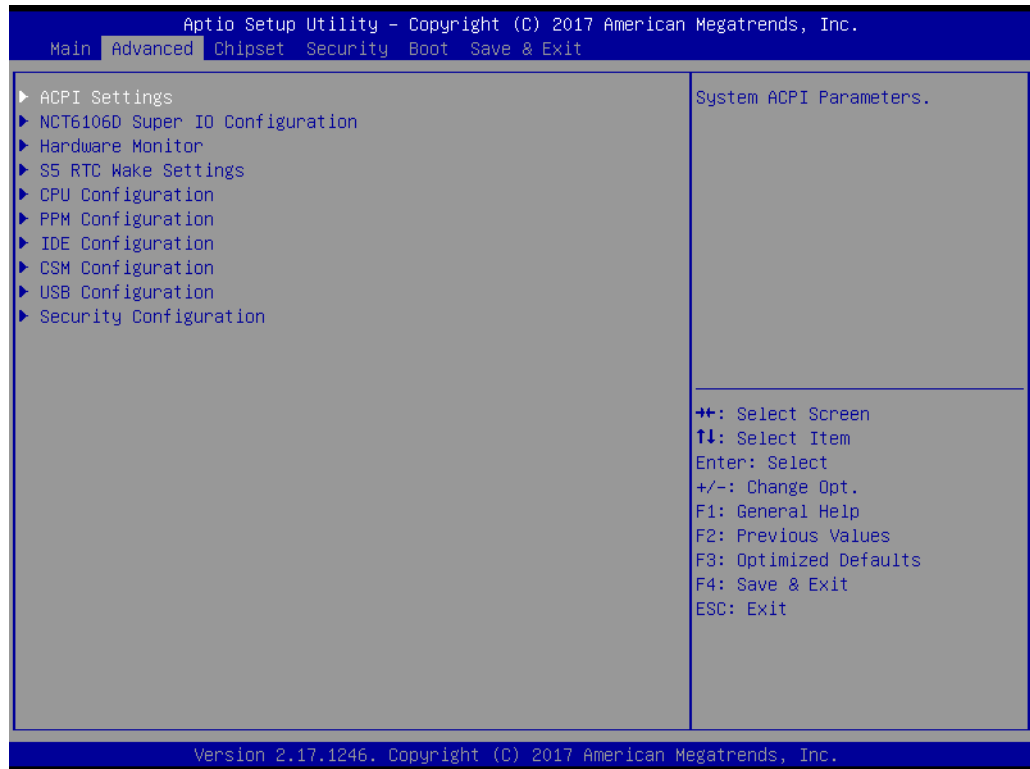 Aptio Setup Utility – Copyright (C) 2017 American Megatrends, Inc.
Main Advanced Chipset Security Boot Save & Exit
▶ ACPI Settings
▶ NCT6106D Super IO Configuration
▶ Hardware Monitor
▶ S5 RTC Wake Settings
▶ CPU Configuration
▶ PPM Configuration
▶ IDE Configuration
▶ CSM Configuration
▶ USB Configuration
▶ Security Configuration
System ACPI Parameters.
→←: Select Screen
↑↓: Select Item
Enter: Select
+/-: Change Opt.
F1: General Help
F2: Previous Values
F3: Optimized Defaults
F4: Save & Exit
ESC: Exit
Version 2.17.1246. Copyright (C) 2017 American Megatrends, Inc.